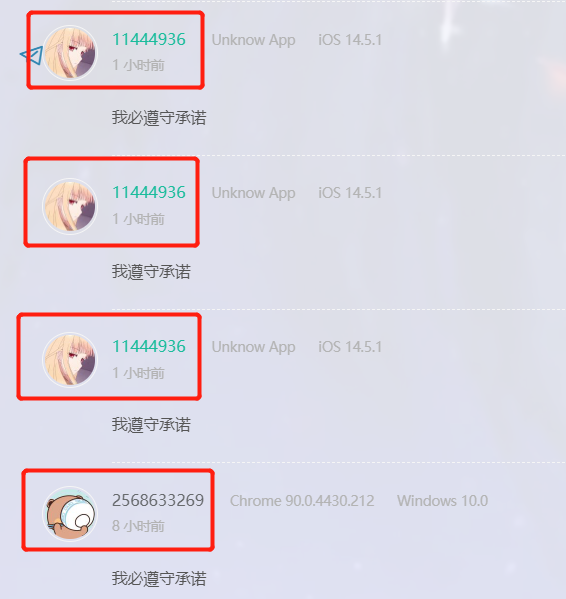 11444936 Unknow App iOS 14.5.1
1 小时前
我必遵守承诺
11444936 Unknow App iOS 14.5.1
1 小时前
我遵守承诺
11444936 Unknow App iOS 14.5.1
1 小时前
我遵守承诺
2568633269 Chrome 90.0.4430.212 Windows 10.0
8 小时前
我必遵守承诺